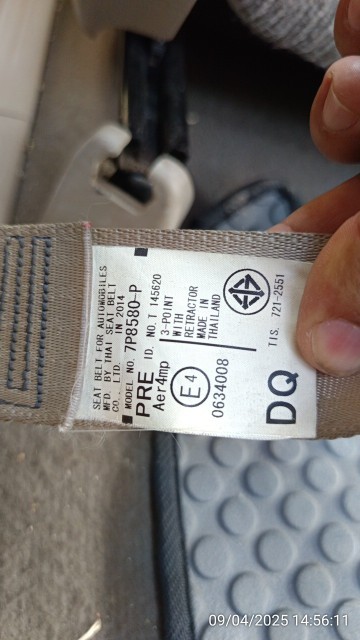 SEAT BELT FOR AUTOMOBILES
MFD. BY THAI SEAT BELT
CO., LTD. IN 2014
MODEL NO. 7P8580-P
PRE ID. NO. T 145620
Aer4mp
3-POINT
WITH
RETRACTOR
MADE IN
THAILAND
E4
0634008
TIS. 721-2551
DQ
09/04/2025 14:56:11